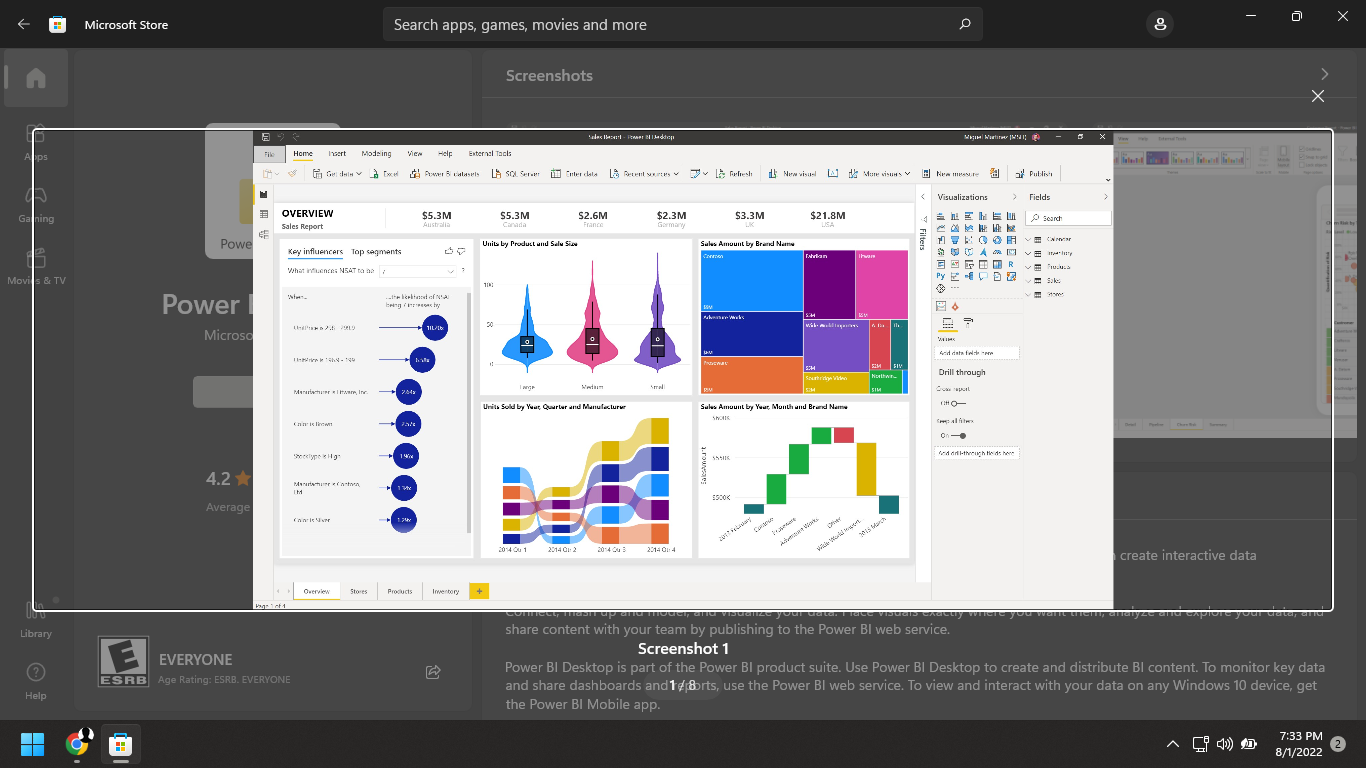 Microsoft Store
Search apps, games, movies and more
Screenshots
Apps
Gaming
Movies & TV
Library
Help
Power
4.2
Average
EVERYONE
Age Rating: ESRB: EVERYONE
Sales Report - Power BI Desktop
Miguel Martinez (MSIT)
File
Home
Insert
Modeling
View
Help
External Tools
Get data
Excel
Power BI datasets
SQL Server
Enter data
Recent sources
Refresh
New visual
More visuals
New measure
Publish
OVERVIEW
Sales Report
$5.3M
Australia
$5.3M
Canada
$2.6M
France
$2.3M
Germany
$3.3M
UK
$21.8M
USA
Key influencers
Top segments
What influences NSAT to be 7 ?
When...
...the likelihood of NSAT
being 7 increases by
10.20x
6.58x
Manufacturer is Litware, Inc.
2.64x
Color is Brown
2.57x
StockType is High
1.96x
Manufacturer is Contoso,
Ltd
1.34x
Color is Silver
1.29x
Units by Product and Sale Size
100
50
0
Large
Medium
Small
Sales Amount by Brand Name
Contoso
Fabrikam
Litware
Adventure Works
Wide World Importers
A. Da...
Th...
Proseware
Southridge Video
Northwin...
Units Sold by Year, Quarter and Manufacturer
2014 Qtr 1
2014 Qtr 2
2014 Qtr 3
2014 Qtr 4
Sales Amount by Year, Month and Brand Name
SalesAmount
$600K
$550K
$500K
2013 February
Contoso
Proseware
Adventure Works
Other
Wide World Import...
2013 March
Overview
Stores
Products
Inventory
Page 1 of 4
Filters
Visualizations
Values
Add data fields here
Drill through
Cross-report
Off
Keep all filters
On
Add drill-through fields here
Fields
Search
Calendar
Inventory
Products
Sales
Stores
create interactive data
Connect, mash up and model, and visualize your data. Place visuals exactly where you want them, analyze and explore your data, and
share content with your team by publishing to the Power BI web service.
Screenshot 1
Power BI Desktop is part of the Power BI product suite. Use Power BI Desktop to create and distribute BI content. To monitor key data
and share dashboards and reports, use the Power BI web service. To view and interact with your data on any Windows 10 device, get
the Power BI Mobile app.
1 / 8
7:33 PM
8/1/2022
2